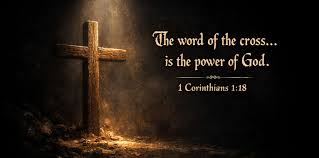 The word of the cross...
is the power of God.
1 Corinthians 1:18